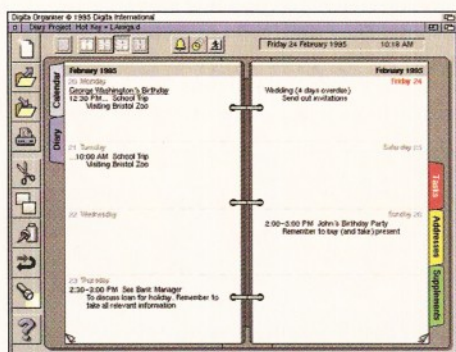 Digita Organiser © 1995 Digita International
Diary Project: Hot Key = LAmiga.d
Friday 24 February 1995 10:18 AM
Calendar
Diary
February 1995
20 Monday
George Washington's Birthday
12:30 PM... School Trip
Visiting Bristol Zoo
21 Tuesday
...10:00 AM School Trip
Visiting Bristol Zoo
22 Wednesday
23 Thursday
2:30-3:00 PM See Bank Manager
To discuss loan for holiday. Remember to
take all relevant information
February 1995
Friday 24
Wedding (4 days overdue)
Send out invitations
Saturday 25
Sunday 26
2:00-5:00 PM John's Birthday Party
Remember to buy (and take) present
Tasks
Addresses
Supplements